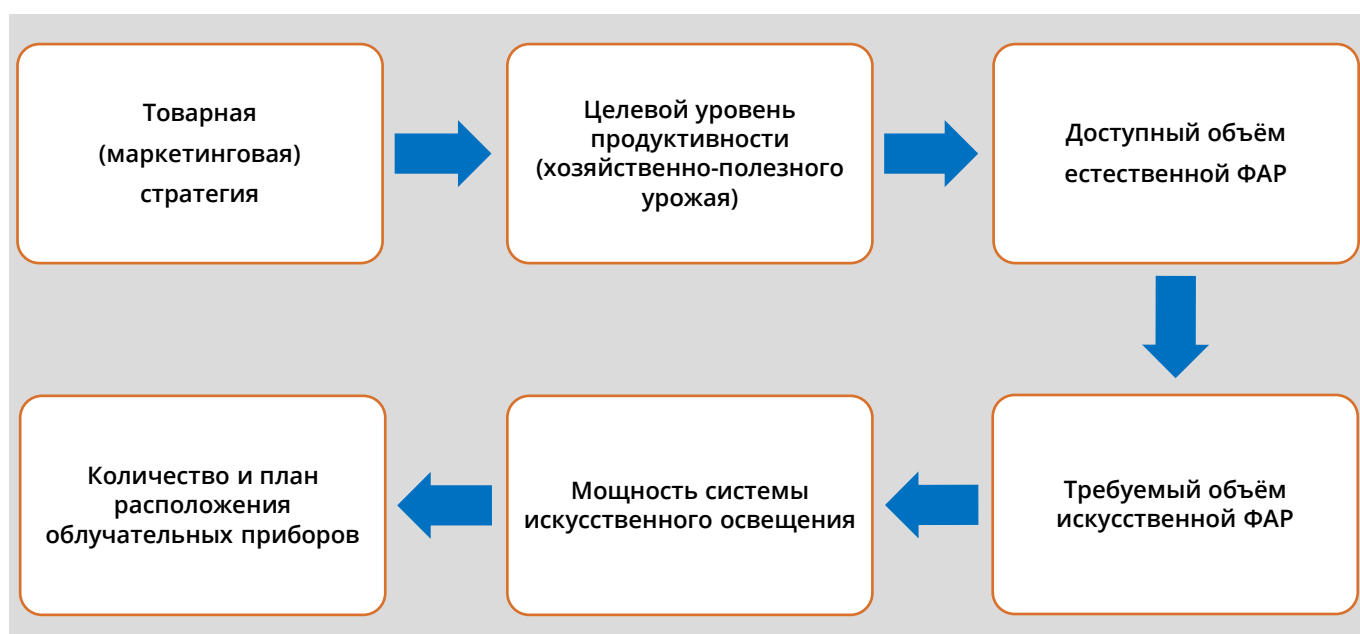 Товарная
(маркетинговая)
стратегия
Целевой уровень
продуктивности
(хозяйственно-полезного
урожая)
Доступный объём
естественной ФАР
Требуемый объём
искусственной ФАР
Мощность системы
искусственного освещения
Количество и план
расположения
облучательных приборов